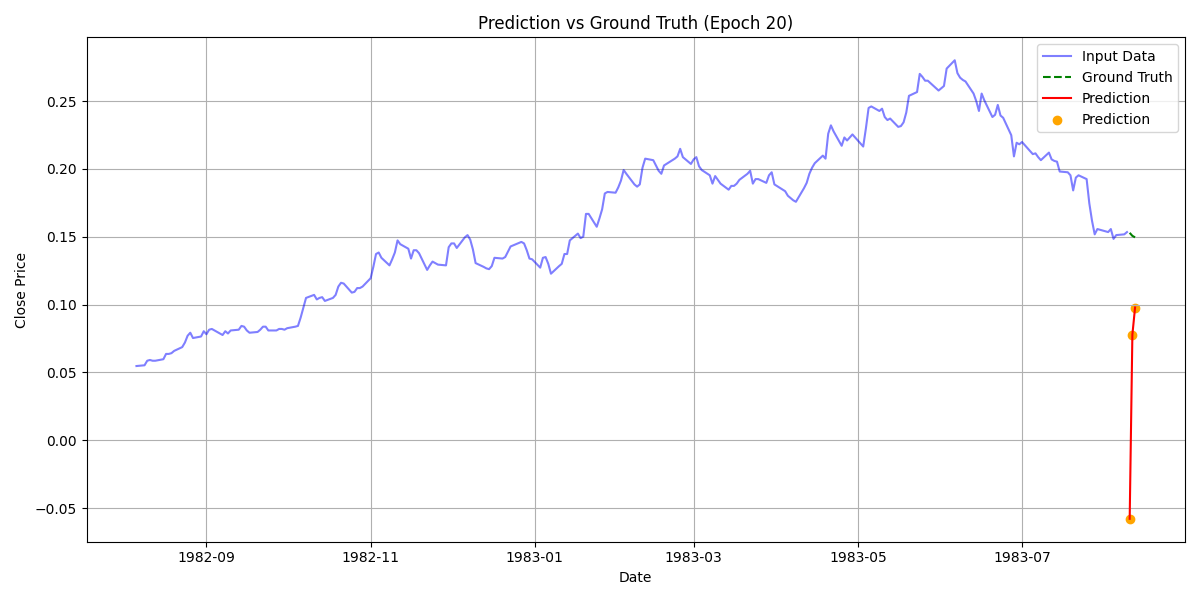 Prediction vs Ground Truth (Epoch 20)
Input Data
Ground Truth
Prediction
Prediction
Close Price
0.25
0.20
0.15
0.10
0.05
0.00
−0.05
1982-09
1982-11
1983-01
1983-03
1983-05
1983-07
Date